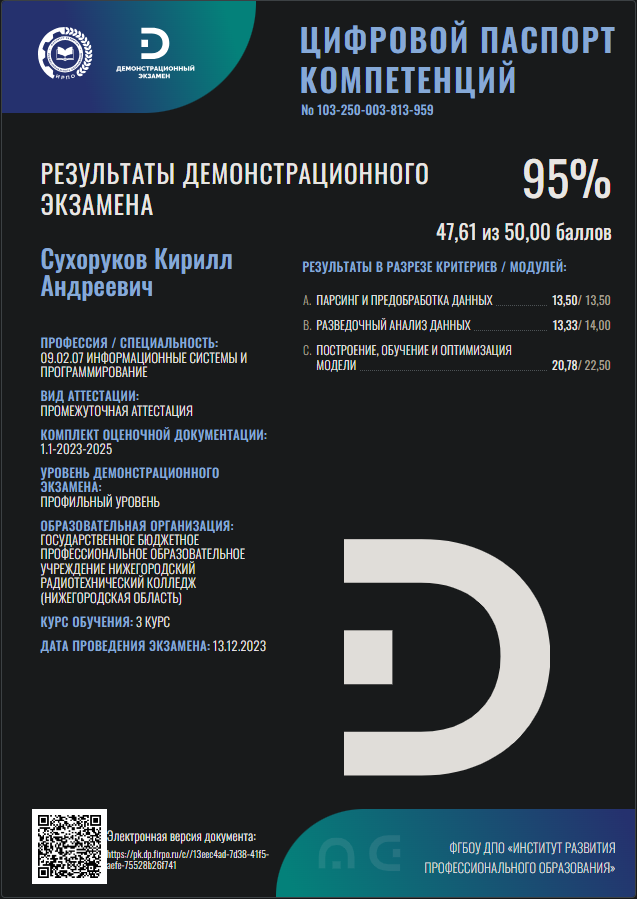 ИРПО
ДЕМОНСТРАЦИОННЫЙ
ЭКЗАМЕН
ЦИФРОВОЙ ПАСПОРТ
КОМПЕТЕНЦИЙ
№ 103-250-003-813-959
РЕЗУЛЬТАТЫ ДЕМОНСТРАЦИОННОГО
ЭКЗАМЕНА
95%
47,61 из 50,00 баллов
Сухоруков Кирилл
Андреевич
ПРОФЕССИЯ / СПЕЦИАЛЬНОСТЬ:
09.02.07 ИНФОРМАЦИОННЫЕ СИСТЕМЫ И
ПРОГРАММИРОВАНИЕ
ВИД АТТЕСТАЦИИ:
ПРОМЕЖУТОЧНАЯ АТТЕСТАЦИЯ
КОМПЛЕКТ ОЦЕНОЧНОЙ ДОКУМЕНТАЦИИ:
1.1-2023-2025
УРОВЕНЬ ДЕМОНСТРАЦИОННОГО
ЭКЗАМЕНА:
ПРОФИЛЬНЫЙ УРОВЕНЬ
ОБРАЗОВАТЕЛЬНАЯ ОРГАНИЗАЦИЯ:
ГОСУДАРСТВЕННОЕ БЮДЖЕТНОЕ
ПРОФЕССИОНАЛЬНОЕ ОБРАЗОВАТЕЛЬНОЕ
УЧРЕЖДЕНИЕ НИЖЕГОРОДСКИЙ
РАДИОТЕХНИЧЕСКИЙ КОЛЛЕДЖ
(НИЖЕГОРОДСКАЯ ОБЛАСТЬ)
КУРС ОБУЧЕНИЯ: 3 КУРС
ДАТА ПРОВЕДЕНИЯ ЭКЗАМЕНА: 13.12.2023
РЕЗУЛЬТАТЫ В РАЗРЕЗЕ КРИТЕРИЕВ / МОДУЛЕЙ:
A. ПАРСИНГ И ПРЕДОБРАБОТКА ДАННЫХ 13,50/ 13,50
B. РАЗВЕДОЧНЫЙ АНАЛИЗ ДАННЫХ 13,33/ 14,00
C. ПОСТРОЕНИЕ, ОБУЧЕНИЕ И ОПТИМИЗАЦИЯ
МОДЕЛИ 20,78/ 22,50
Электронная версия документа:
https://pk.dp.firpo.ru/c//13eec4ad-7d38-41f5-
aefe-75528b26f741
ФГБОУ ДПО «ИНСТИТУТ РАЗВИТИЯ
ПРОФЕССИОНАЛЬНОГО ОБРАЗОВАНИЯ»